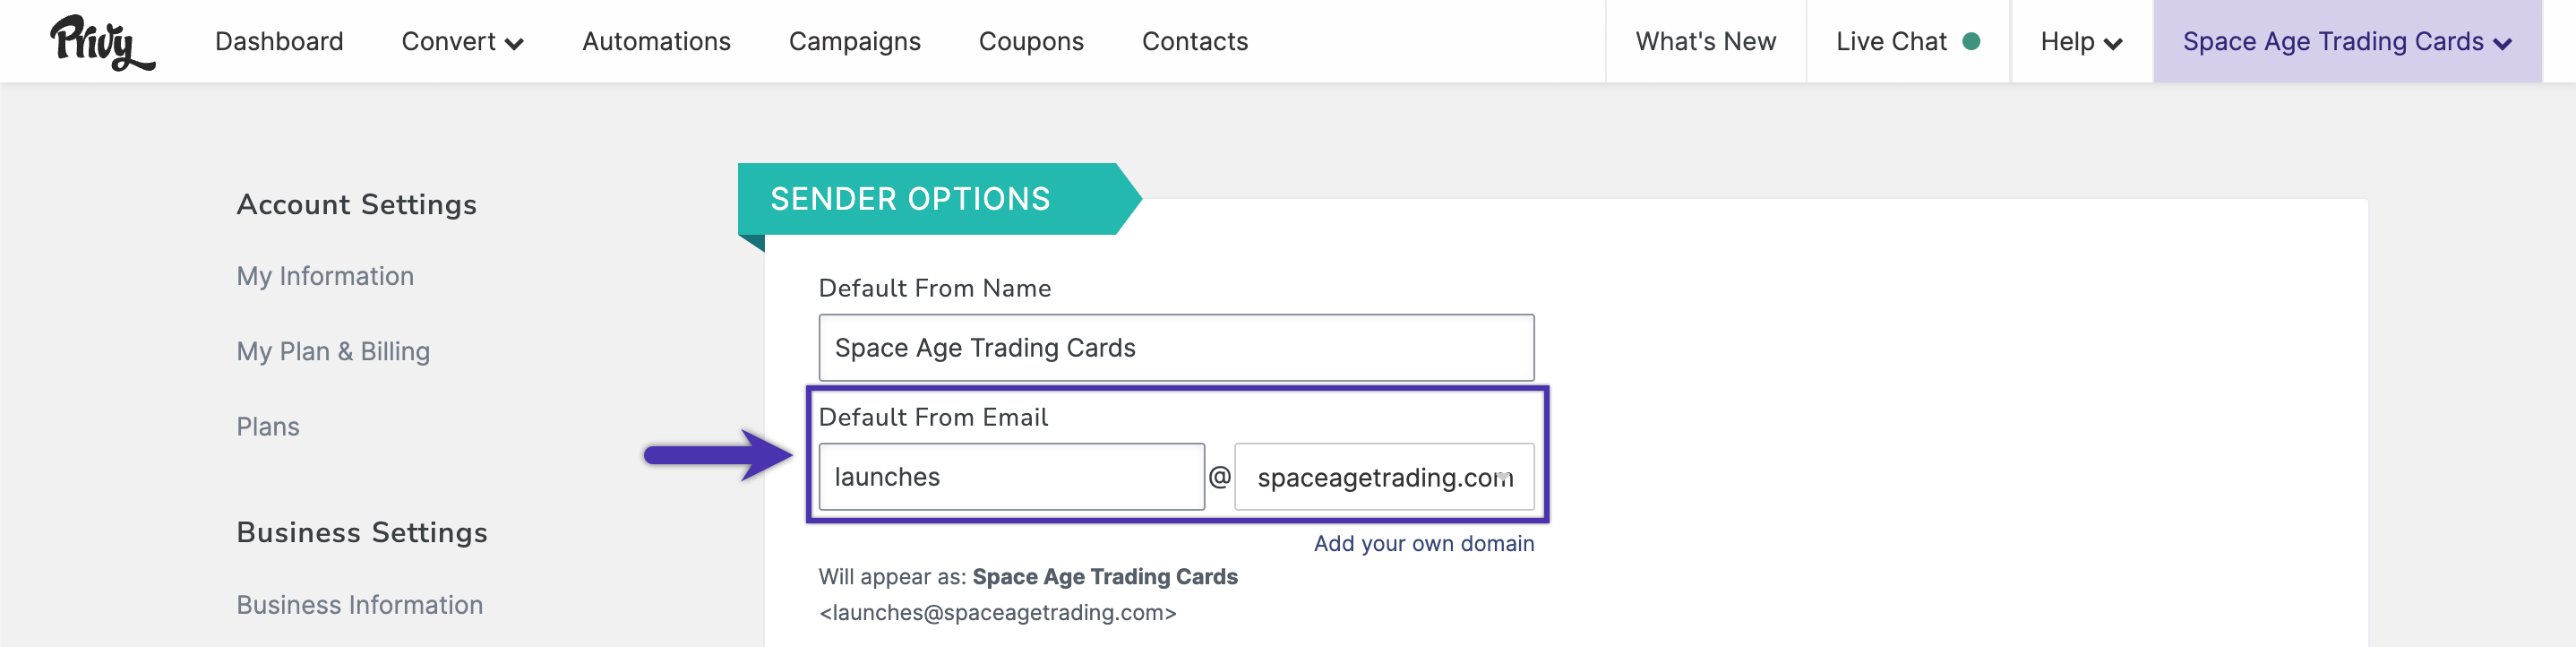 Privy Dashboard Convert Automations Campaigns Coupons Contacts What's New Live Chat Help Space Age Trading Cards
SENDER OPTIONS
Account Settings
My Information
My Plan & Billing
Plans
Business Settings
Business Information
Default From Name
Space Age Trading Cards
Default From Email
launches @ spaceagetrading.com
Add your own domain
Will appear as: Space Age Trading Cards
<launches@spaceagetrading.com>